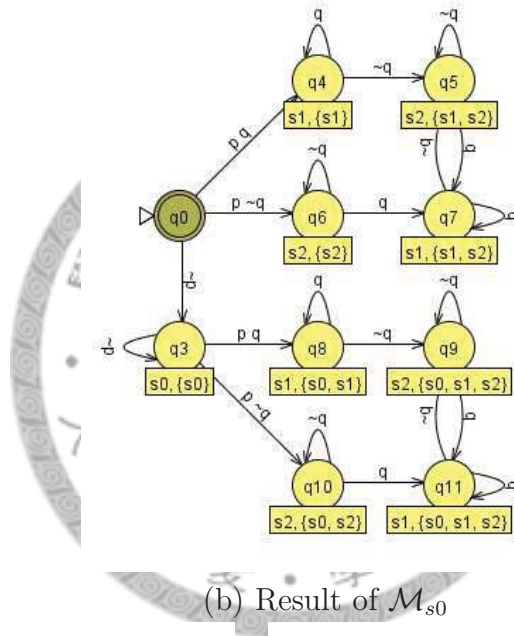 q
~q
q4
~q
q5
s1,{s1}
s2,{s1, s2}
p q
~q
~q
q
q0
p ~q
q6
q
q7
q
s2,{s2}
s1,{s1, s2}
~p
q
~q
~p
q3
p q
q8
~q
q9
s0,{s0}
s1,{s0, s1}
s2,{s0, s1, s2}
p ~q
~q
~q
q
q10
q
q11
q
s2,{s0, s2}
s1,{s0, s1, s2}
(b) Result of M_s0